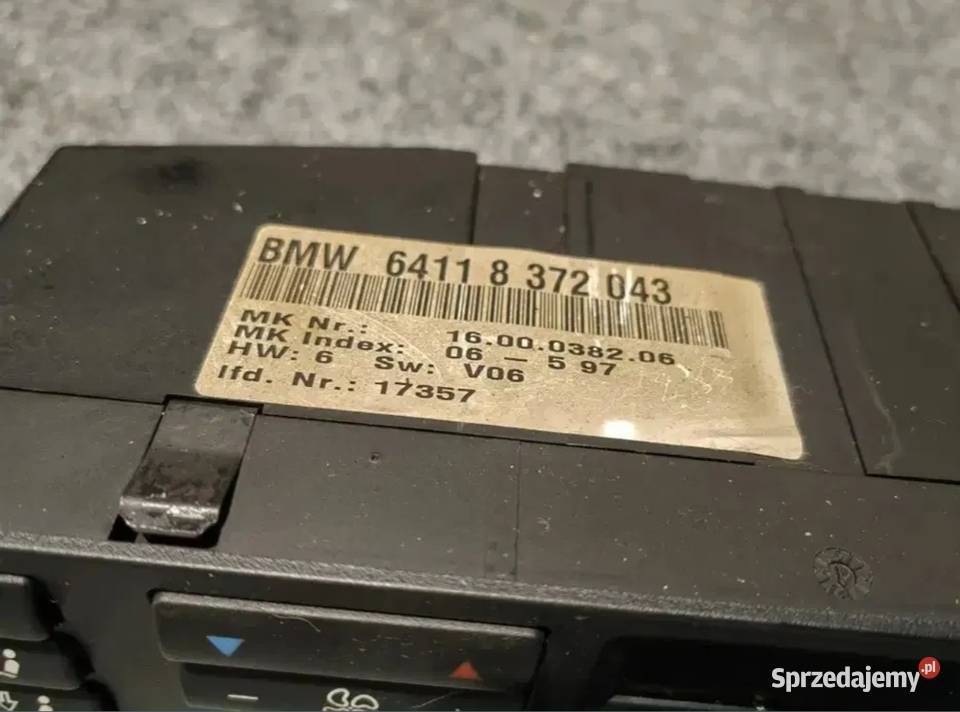 BMW 6411 8 372 043
MK Nr.: 16.00.0382.06
MK Index: 06 - 5 97
HW: 6 Sw: V06
lfd. Nr.: 17357
Sprzedajemy.pl